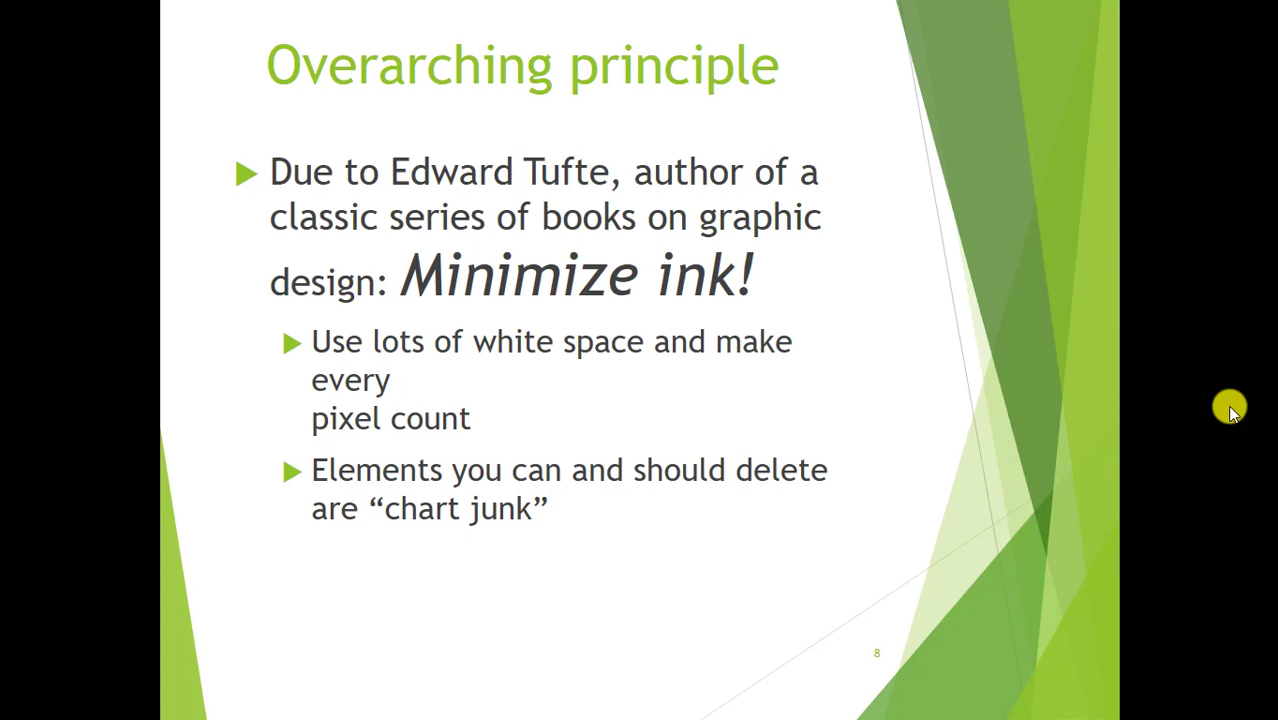 Overarching principle
Due to Edward Tufte, author of a
classic series of books on graphic
design: Minimize ink!
Use lots of white space and make
every
pixel count
Elements you can and should delete
are “chart junk”
8